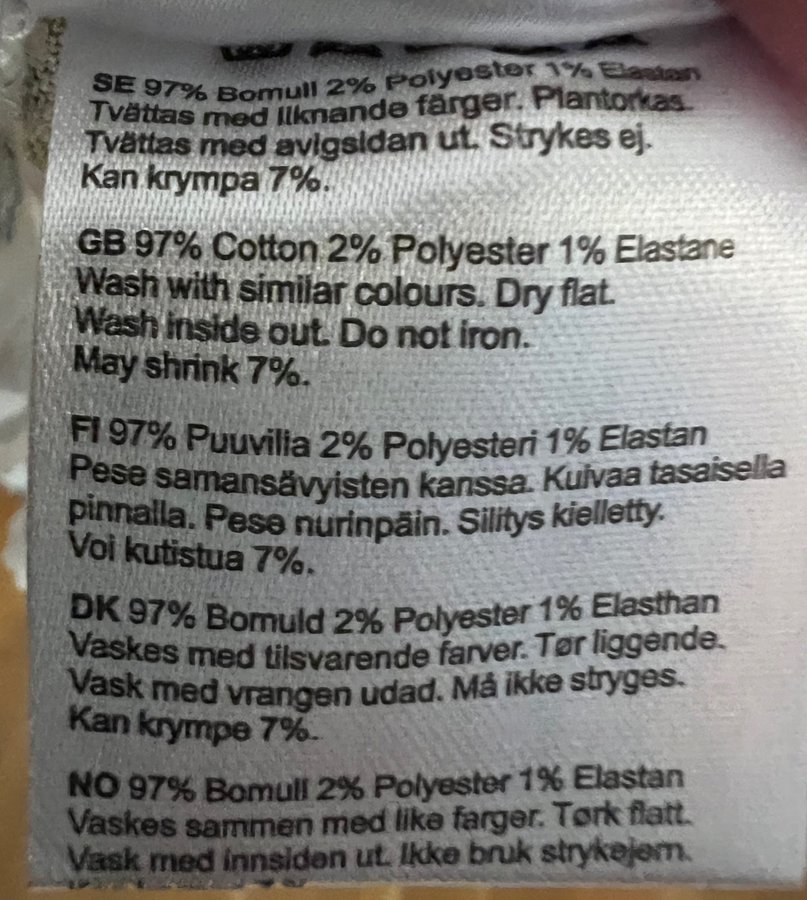 SE 97% Bomull 2% Polyester 1% Elastan
Tvättas med liknande färger. Plantorkas.
Tvättas med avigsidan ut. Strykes ej.
Kan krympa 7%.
GB 97% Cotton 2% Polyester 1% Elastane
Wash with similar colours. Dry flat.
Wash inside out. Do not iron.
May shrink 7%.
FI 97% Puuvilla 2% Polyesteri 1% Elastan
Pese samansävyisten kanssa. Kuivaa tasaisella
pinnalla. Pese nurinpäin. Silitys kielletty.
Voi kutistua 7%.
DK 97% Bomuld 2% Polyester 1% Elasthan
Vaskes med tilsvarende farver. Tør liggende.
Vask med vrangen udad. Må ikke stryges.
Kan krympe 7%.
NO 97% Bomull 2% Polyester 1% Elastan
Vaskes sammen med like farger. Tørk flatt.
Vask med innsiden ut. Ikke bruk strykejern.